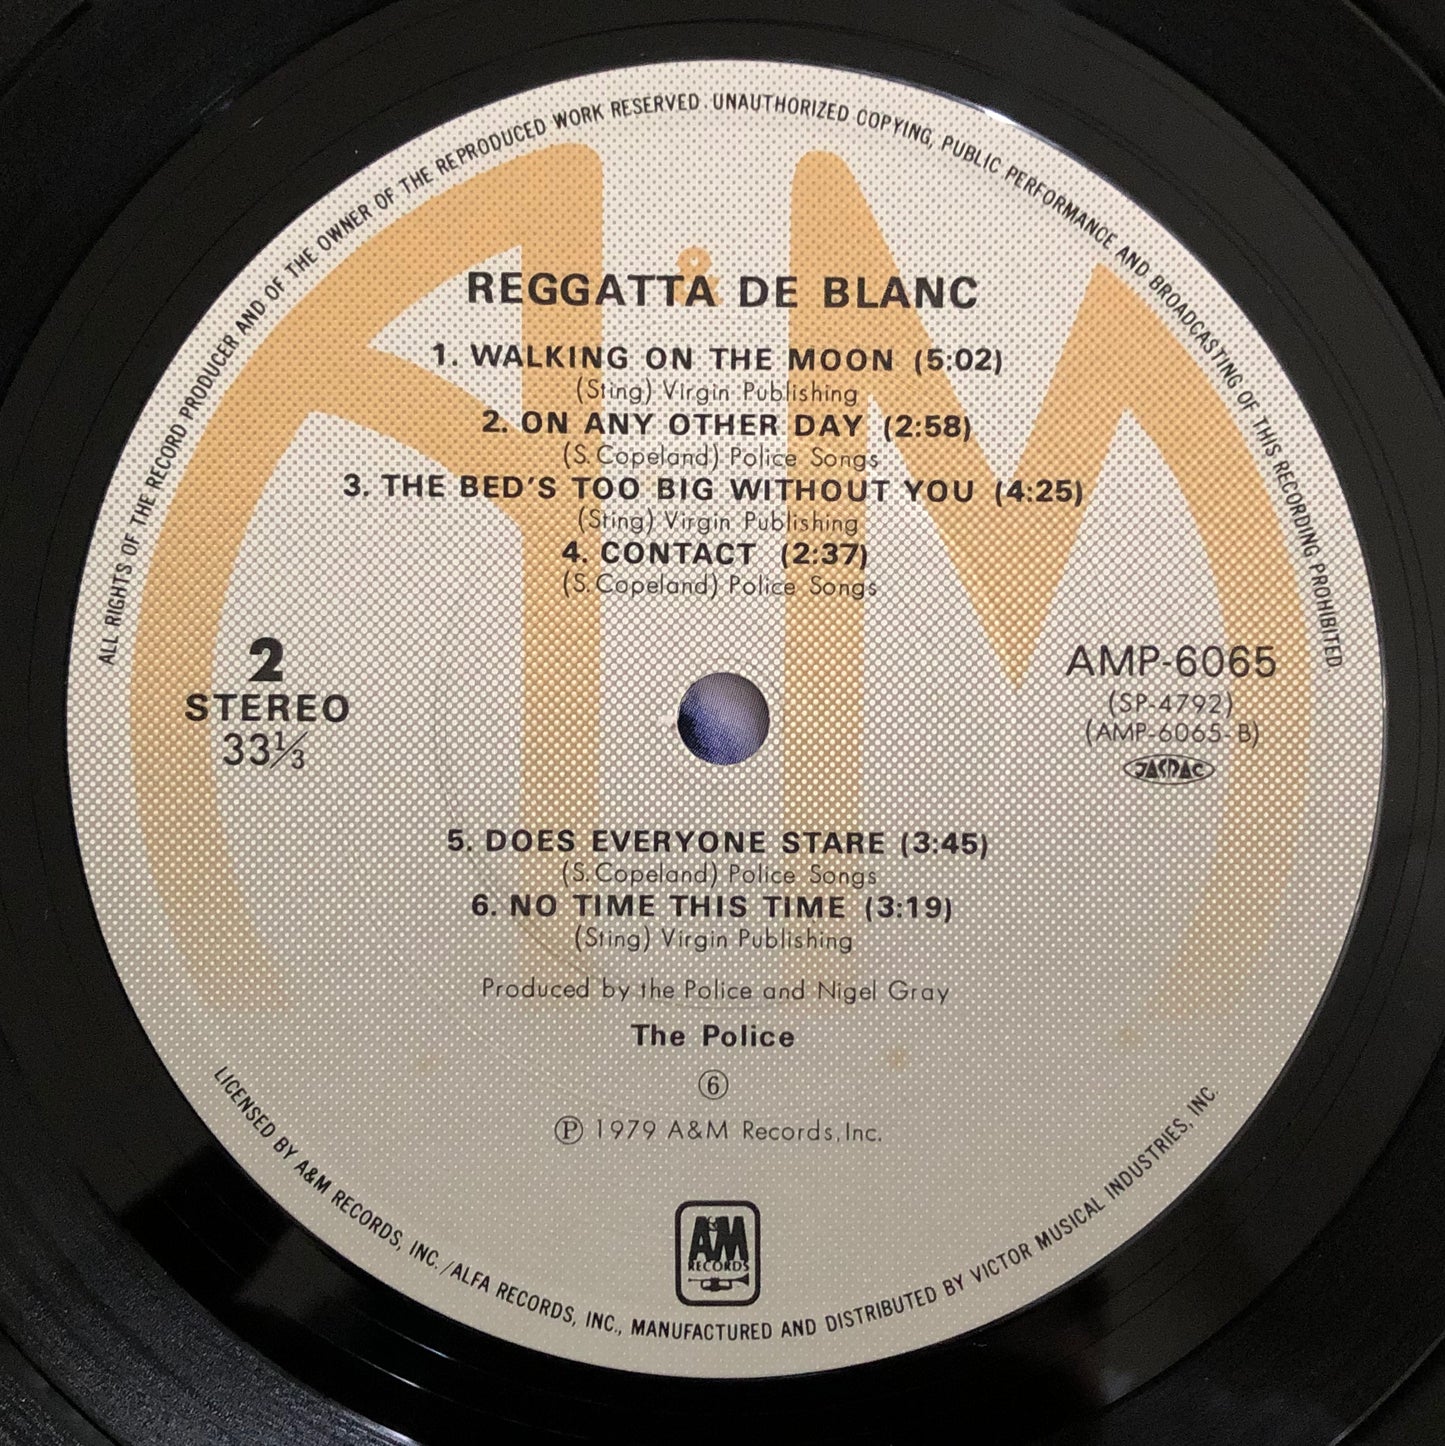 ALL RIGHTS OF THE RECORD PRODUCER AND OF THE OWNER OF THE REPRODUCED WORK RESERVED. UNAUTHORIZED COPYING, PUBLIC PERFORMANCE AND BROADCASTING OF THIS RECORDING PROHIBITED
A&M
REGGATTA DE BLANC
1. WALKING ON THE MOON (5:02)
(Sting) Virgin Publishing
2. ON ANY OTHER DAY (2:58)
(S. Copeland) Police Songs
3. THE BED'S TOO BIG WITHOUT YOU (4:25)
(Sting) Virgin Publishing
4. CONTACT (2:37)
(S. Copeland) Police Songs
2
STEREO
33⅓
AMP-6065
(SP-4792)
(AMP-6065-B)
JASRAC
5. DOES EVERYONE STARE (3:45)
(S. Copeland) Police Songs
6. NO TIME THIS TIME (3:19)
(Sting) Virgin Publishing
Produced by the Police and Nigel Gray
The Police
⑥
Ⓟ 1979 A&M Records, Inc.
A&M
RECORDS
LICENSED BY A&M RECORDS, INC. / ALFA RECORDS, INC., MANUFACTURED AND DISTRIBUTED BY VICTOR MUSICAL INDUSTRIES, INC.